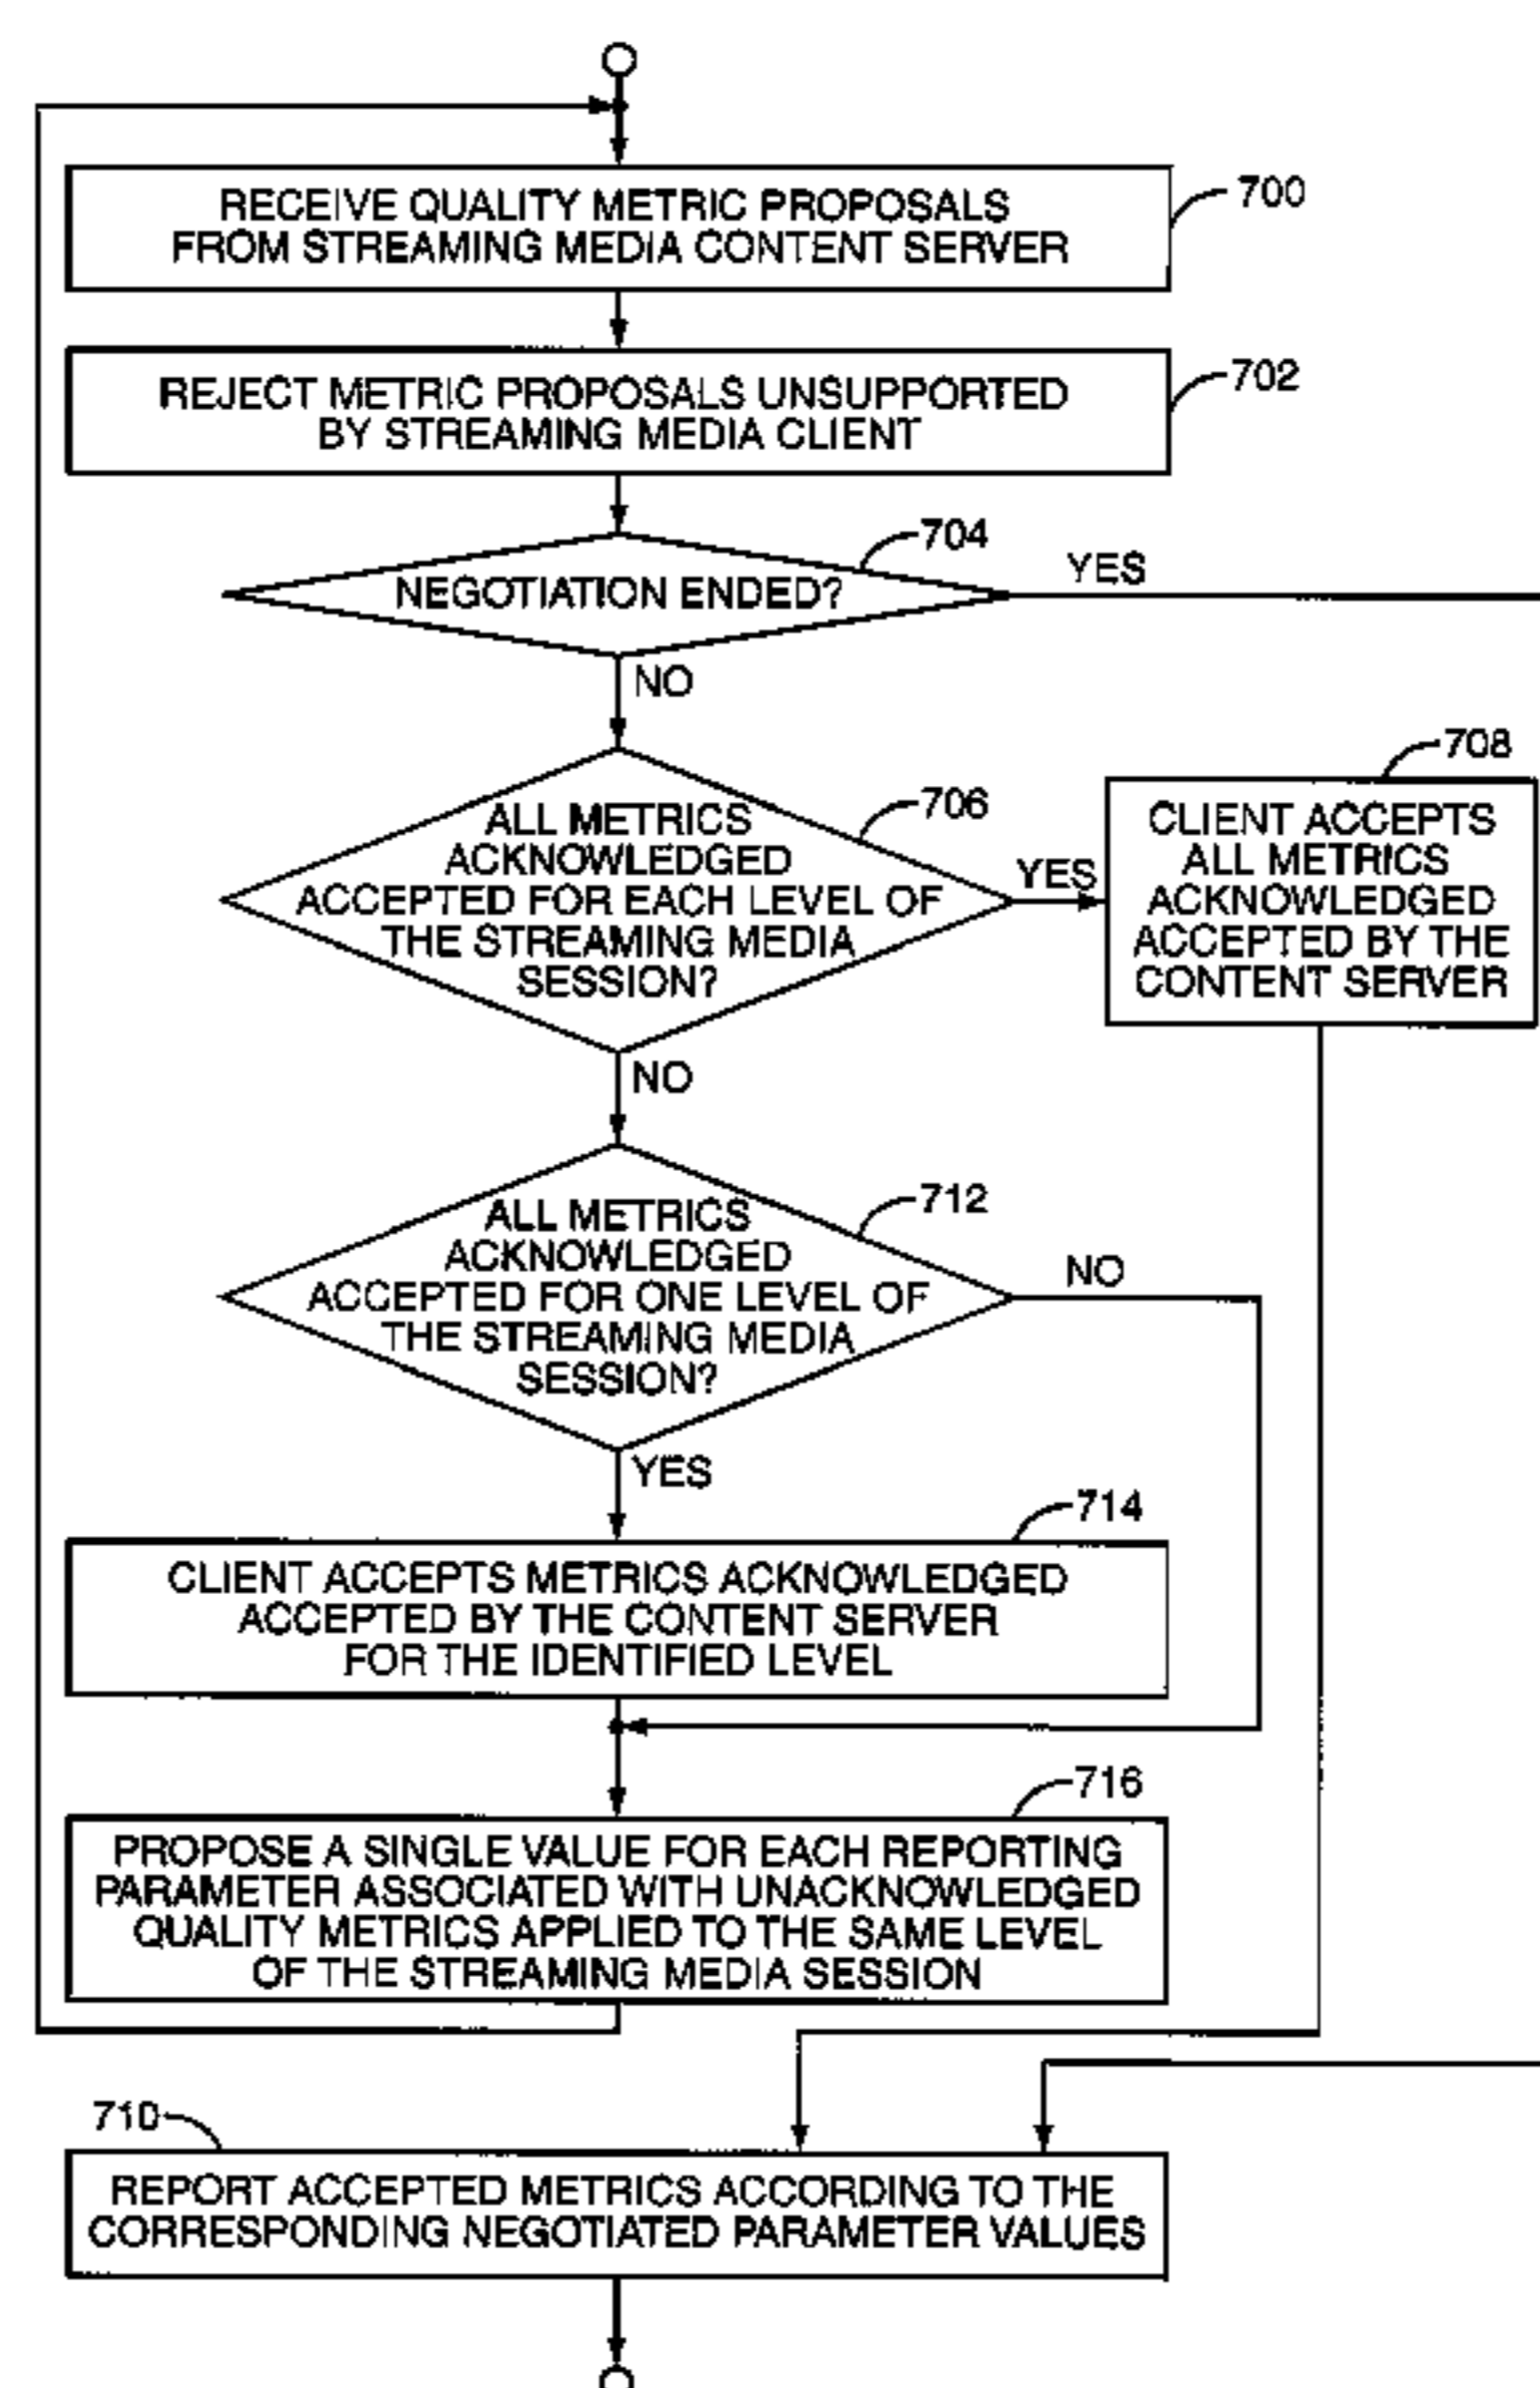 RECEIVE QUALITY METRIC PROPOSALS
FROM STREAMING MEDIA CONTENT SERVER
700
REJECT METRIC PROPOSALS UNSUPPORTED
BY STREAMING MEDIA CLIENT
702
704
NEGOTIATION ENDED?
YES
NO
706
ALL METRICS
ACKNOWLEDGED
ACCEPTED FOR EACH LEVEL OF
THE STREAMING MEDIA
SESSION?
YES
708
CLIENT ACCEPTS
ALL METRICS
ACKNOWLEDGED
ACCEPTED BY THE
CONTENT SERVER
NO
712
ALL METRICS
ACKNOWLEDGED
ACCEPTED FOR ONE LEVEL OF
THE STREAMING MEDIA
SESSION?
NO
YES
714
CLIENT ACCEPTS METRICS ACKNOWLEDGED
ACCEPTED BY THE CONTENT SERVER
FOR THE IDENTIFIED LEVEL
716
PROPOSE A SINGLE VALUE FOR EACH REPORTING
PARAMETER ASSOCIATED WITH UNACKNOWLEDGED
QUALITY METRICS APPLIED TO THE SAME LEVEL
OF THE STREAMING MEDIA SESSION
710
REPORT ACCEPTED METRICS ACCORDING TO THE
CORRESPONDING NEGOTIATED PARAMETER VALUES